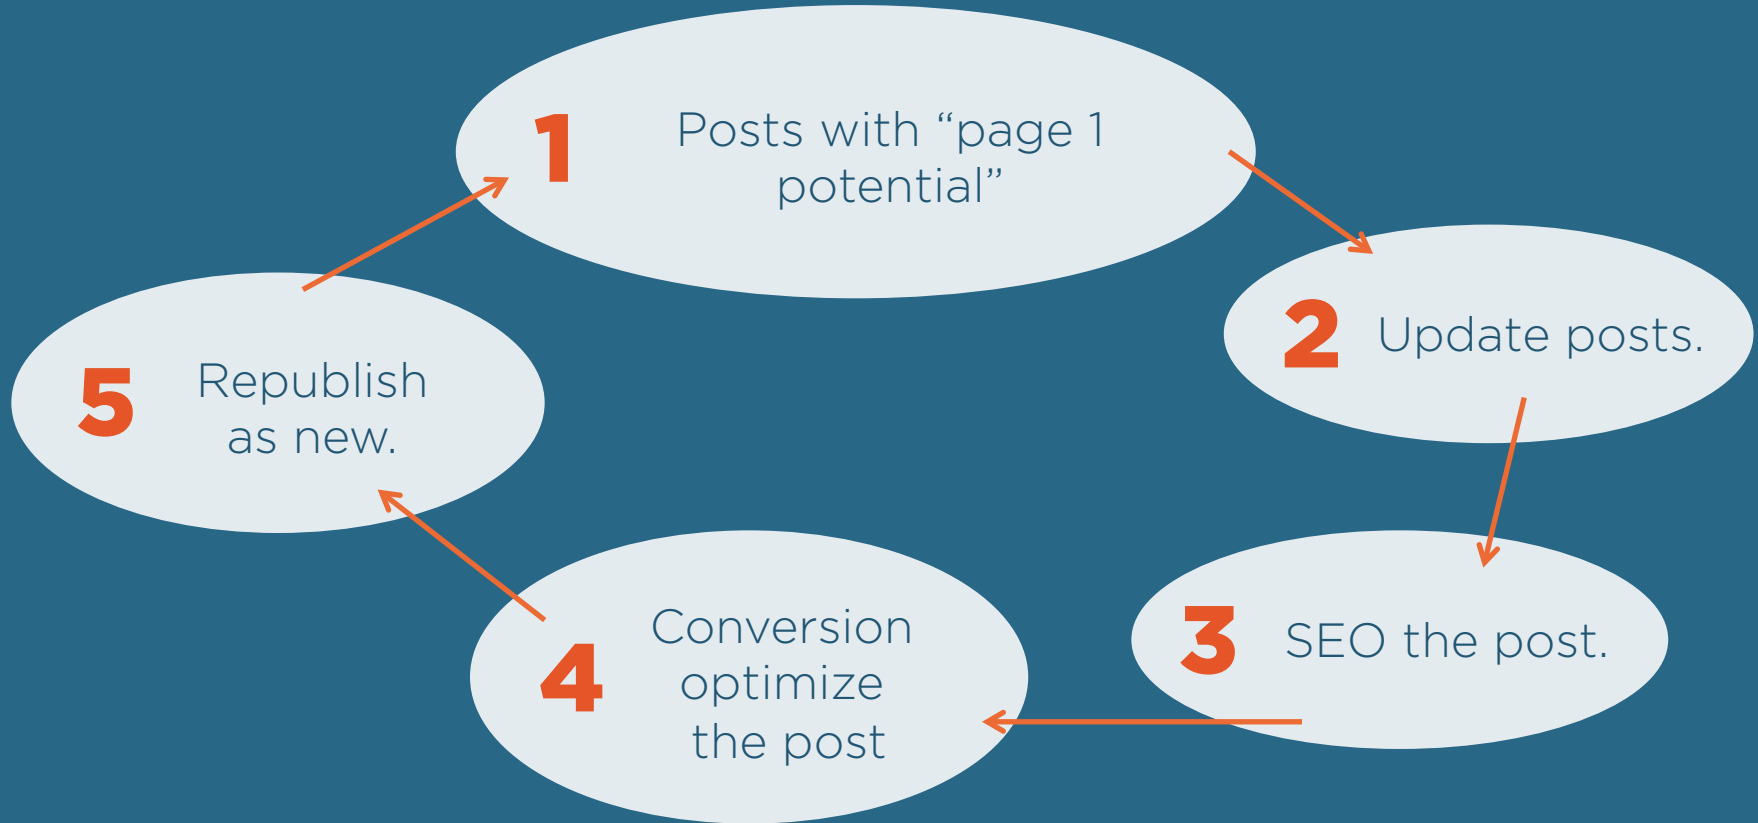 1
Posts with “page 1
potential”
2
Update posts.
3
SEO the post.
4
Conversion
optimize
the post
5
Republish
as new.